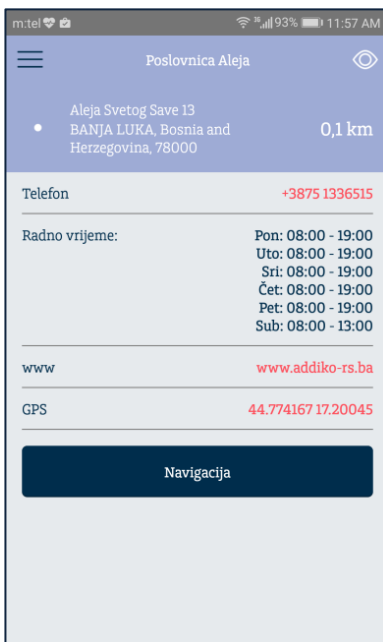 m:tel 93% 11:57 AM
Poslovnica Aleja
Aleja Svetog Save 13
BANJA LUKA, Bosnia and
Herzegovina, 78000
0,1 km
Telefon +3875 1336515
Radno vrijeme: Pon: 08:00 - 19:00
Uto: 08:00 - 19:00
Sri: 08:00 - 19:00
Čet: 08:00 - 19:00
Pet: 08:00 - 19:00
Sub: 08:00 - 13:00
www www.addiko-rs.ba
GPS 44.774167 17.20045
Navigacija